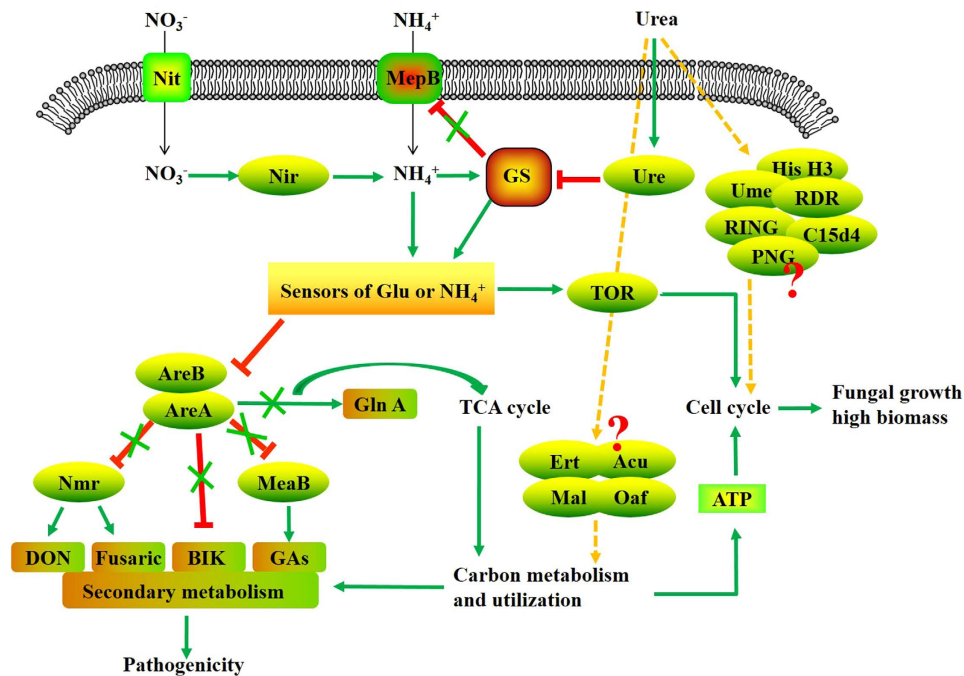 NO₃⁻
NH₄⁺
Urea
Nit
MepB
NO₃⁻
Nir
NH₄⁺
GS
Ure
His H3
Ume
RDR
RING
C15d4
PNG
?
Sensors of Glu or NH₄⁺
TOR
AreB
AreA
Gln A
TCA cycle
Cell cycle
Fungal growth
high biomass
?
Ert
Acu
Nmr
MeaB
Mal
Oaf
ATP
DON
Fusaric
BIK
GAs
Secondary metabolism
Carbon metabolism
and utilization
Pathogenicity